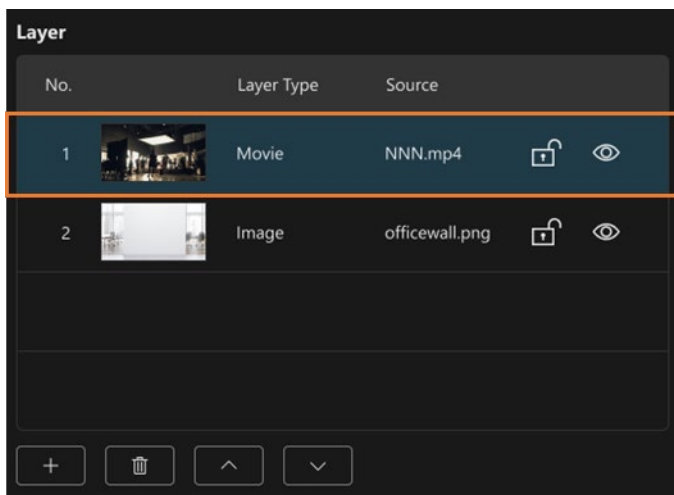 Layer
No. Layer Type Source
1 Movie NNN.mp4
2 Image officewall.png